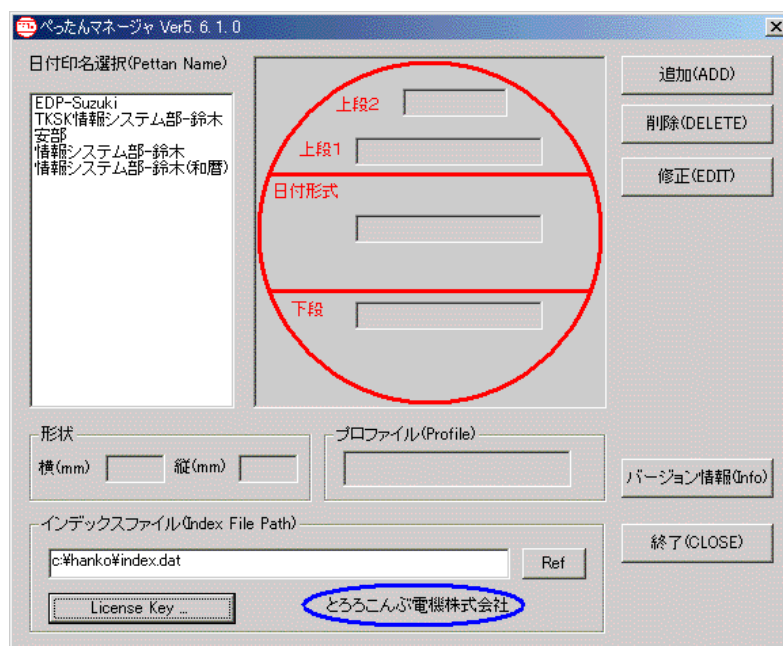 ぺったんマネージャ Ver5.6.1.0
日付印名選択(Pettan Name)
EDP-Suzuki
TKSK情報システム部-鈴木
安部
情報システム部-鈴木
情報システム部-鈴木(和暦)
上段2
上段1
日付形式
下段
追加(ADD)
削除(DELETE)
修正(EDIT)
形状
横(mm)
縦(mm)
プロファイル(Profile)
バージョン情報(Info)
インデックスファイル(Index File Path)
c:¥hanko¥index.dat
Ref
終了(CLOSE)
License Key ...
とろろこんぶ電機株式会社